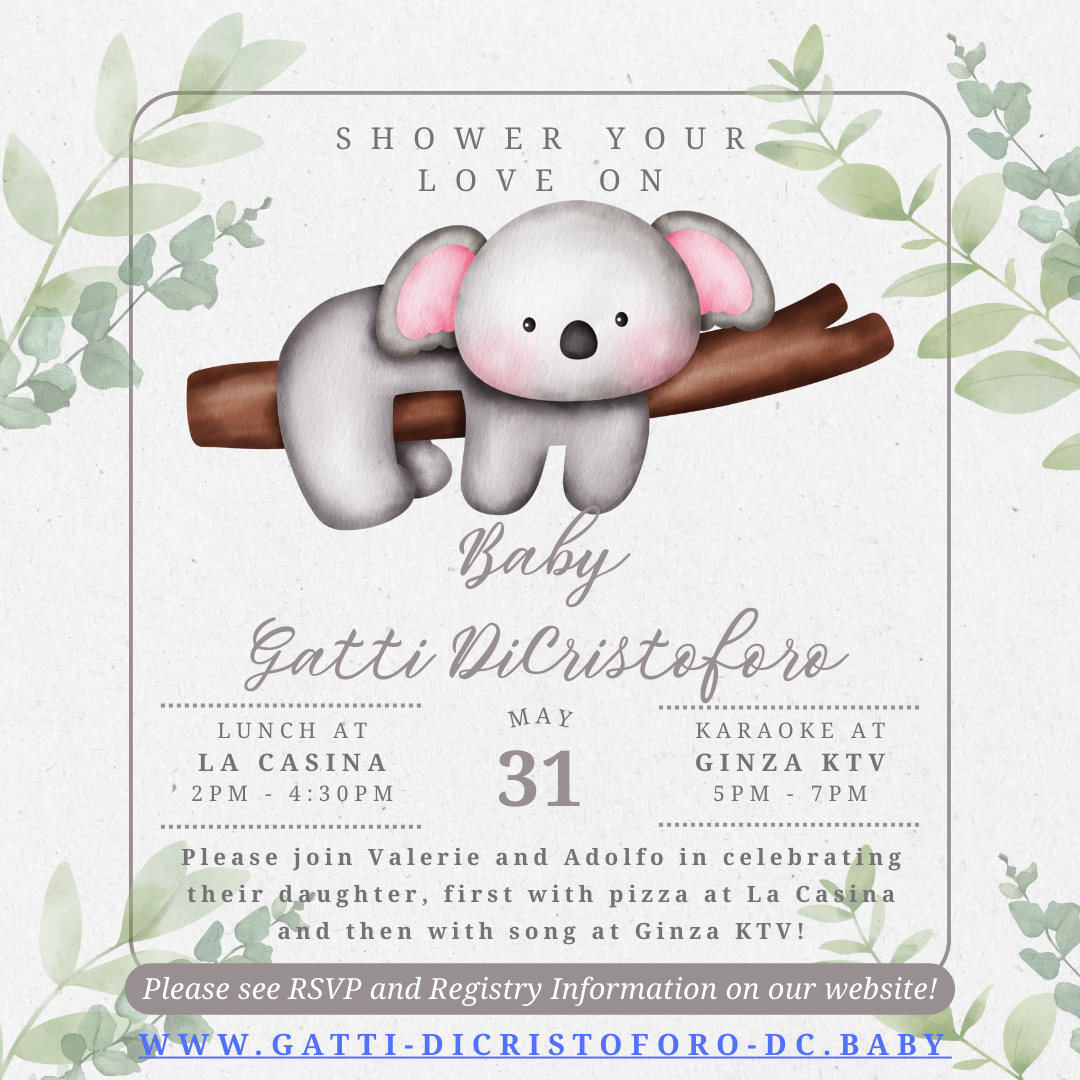 SHOWER YOUR
LOVE ON
Baby
Gatti DiCristoforo
LUNCH AT
LA CASINA
2PM - 4:30PM
MAY
31
KARAOKE AT
GINZA KTV
5PM - 7PM
Please join Valerie and Adolfo in celebrating
their daughter, first with pizza at La Casina
and then with song at Ginza KTV!
Please see RSVP and Registry Information on our website!
WWW.GATTI-DICRISTOFORO-DC.BABY